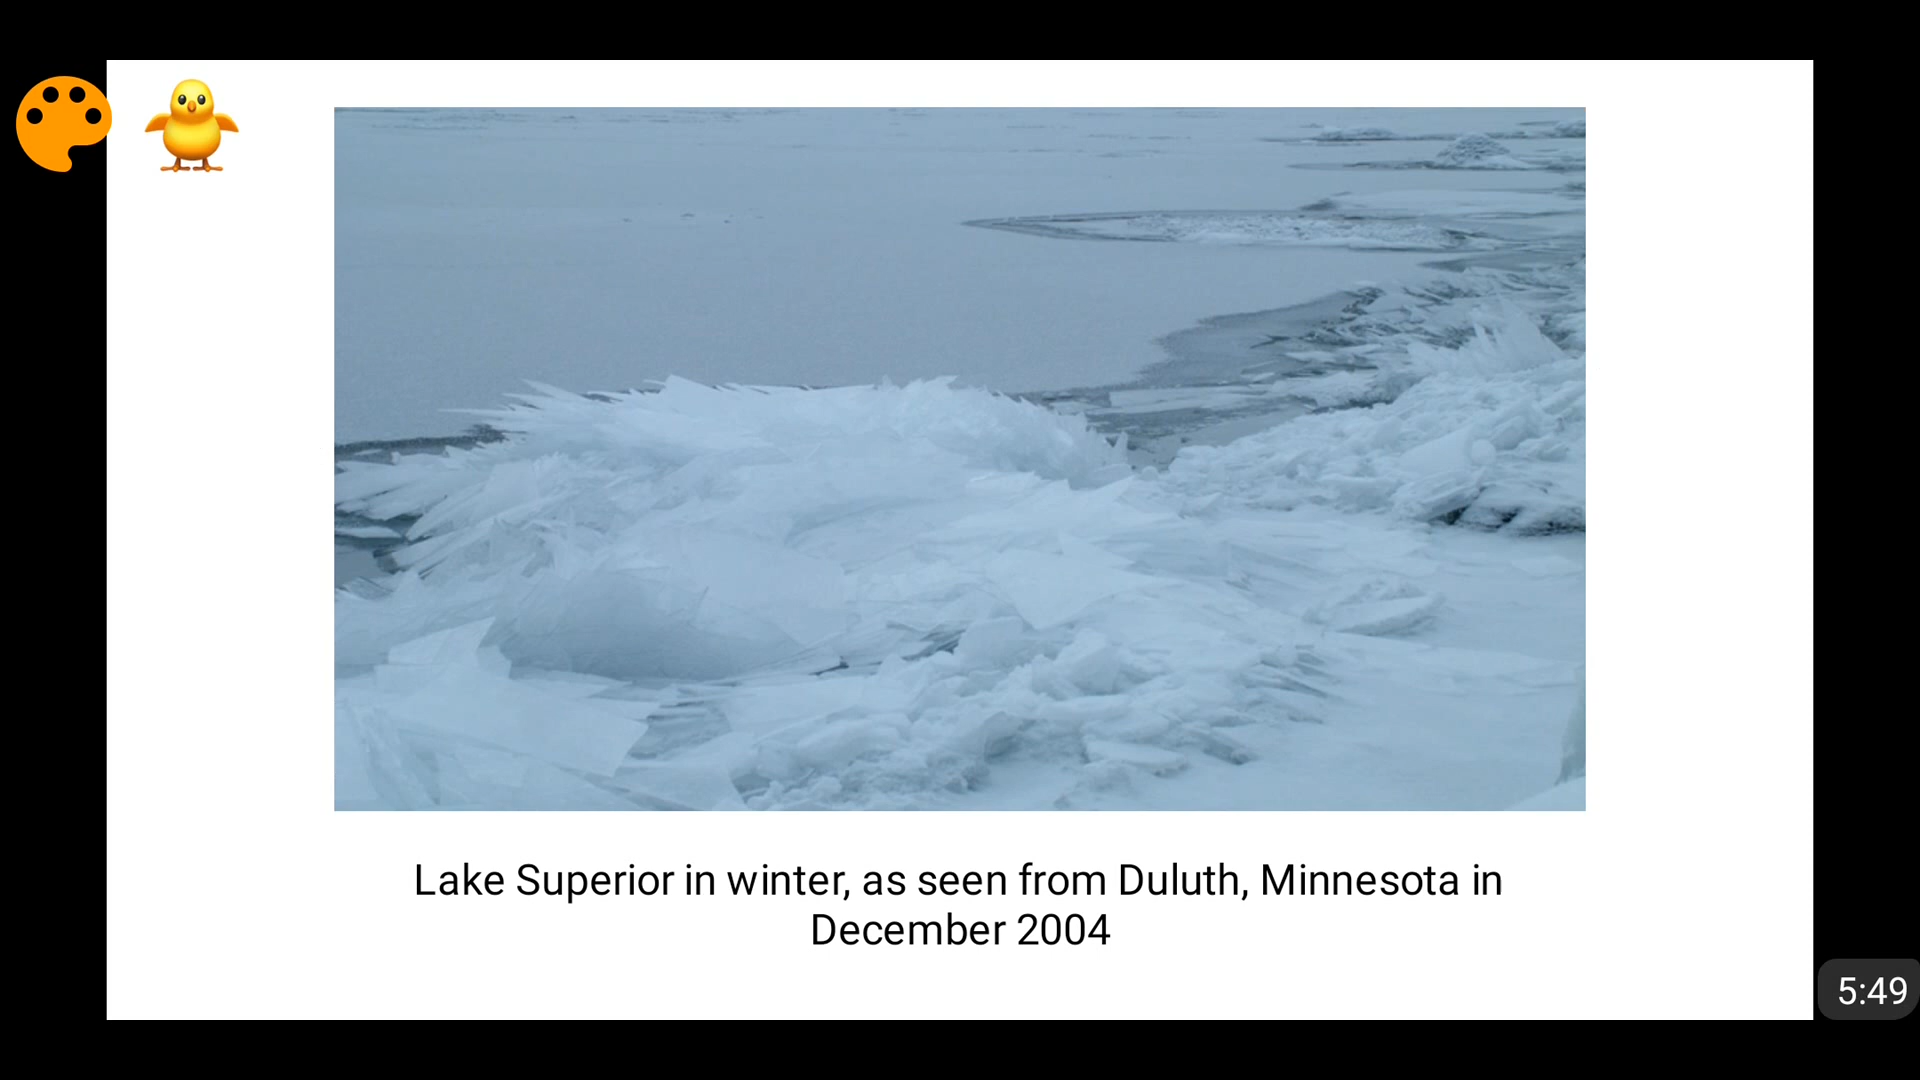 Lake Superior in winter, as seen from Duluth, Minnesota in
December 2004
5:49